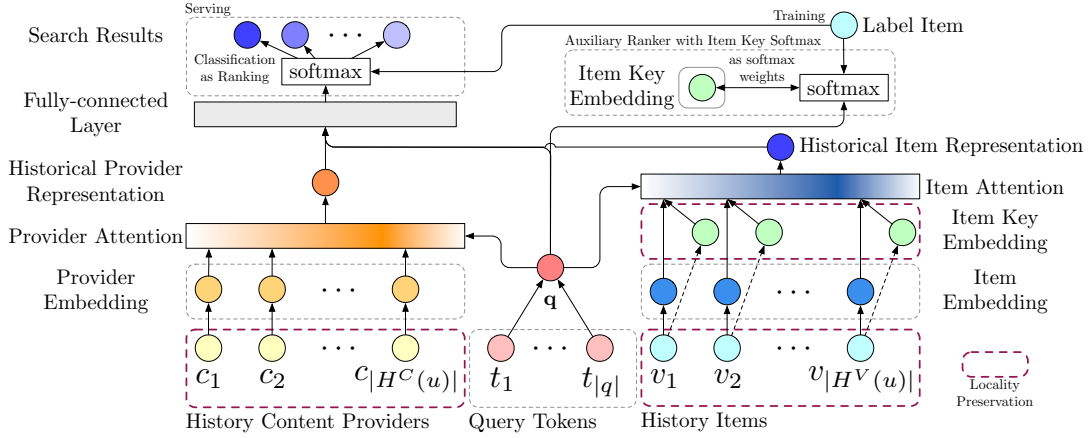 Serving
Search Results
Classification
as Ranking
softmax
Training
Label Item
Auxiliary Ranker with Item Key Softmax
Item Key
Embedding
as softmax
weights
softmax
Fully-connected
Layer
Historical Provider
Representation
Historical Item Representation
Provider Attention
Item Attention
Item Key
Embedding
Provider
Embedding
q
Item
Embedding
· · ·
· · ·
· · ·
· · ·
· · ·
· · ·
c₁
c₂
c|Hᶜ(u)|
t₁
t|q|
v₁
v₂
v|Hⱽ(u)|
History Content Providers
Query Tokens
History Items
Locality
Preservation